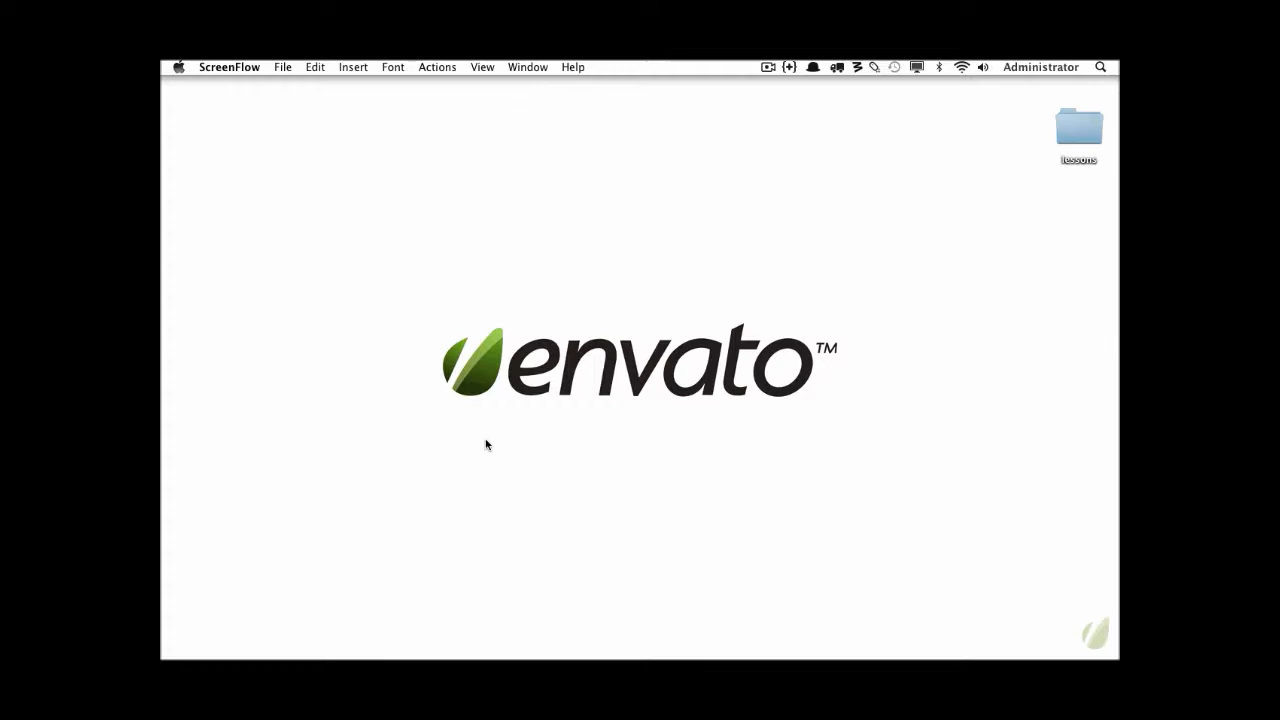 ScreenFlow File Edit Insert Font Actions View Window Help Administrator
lessons
envato™